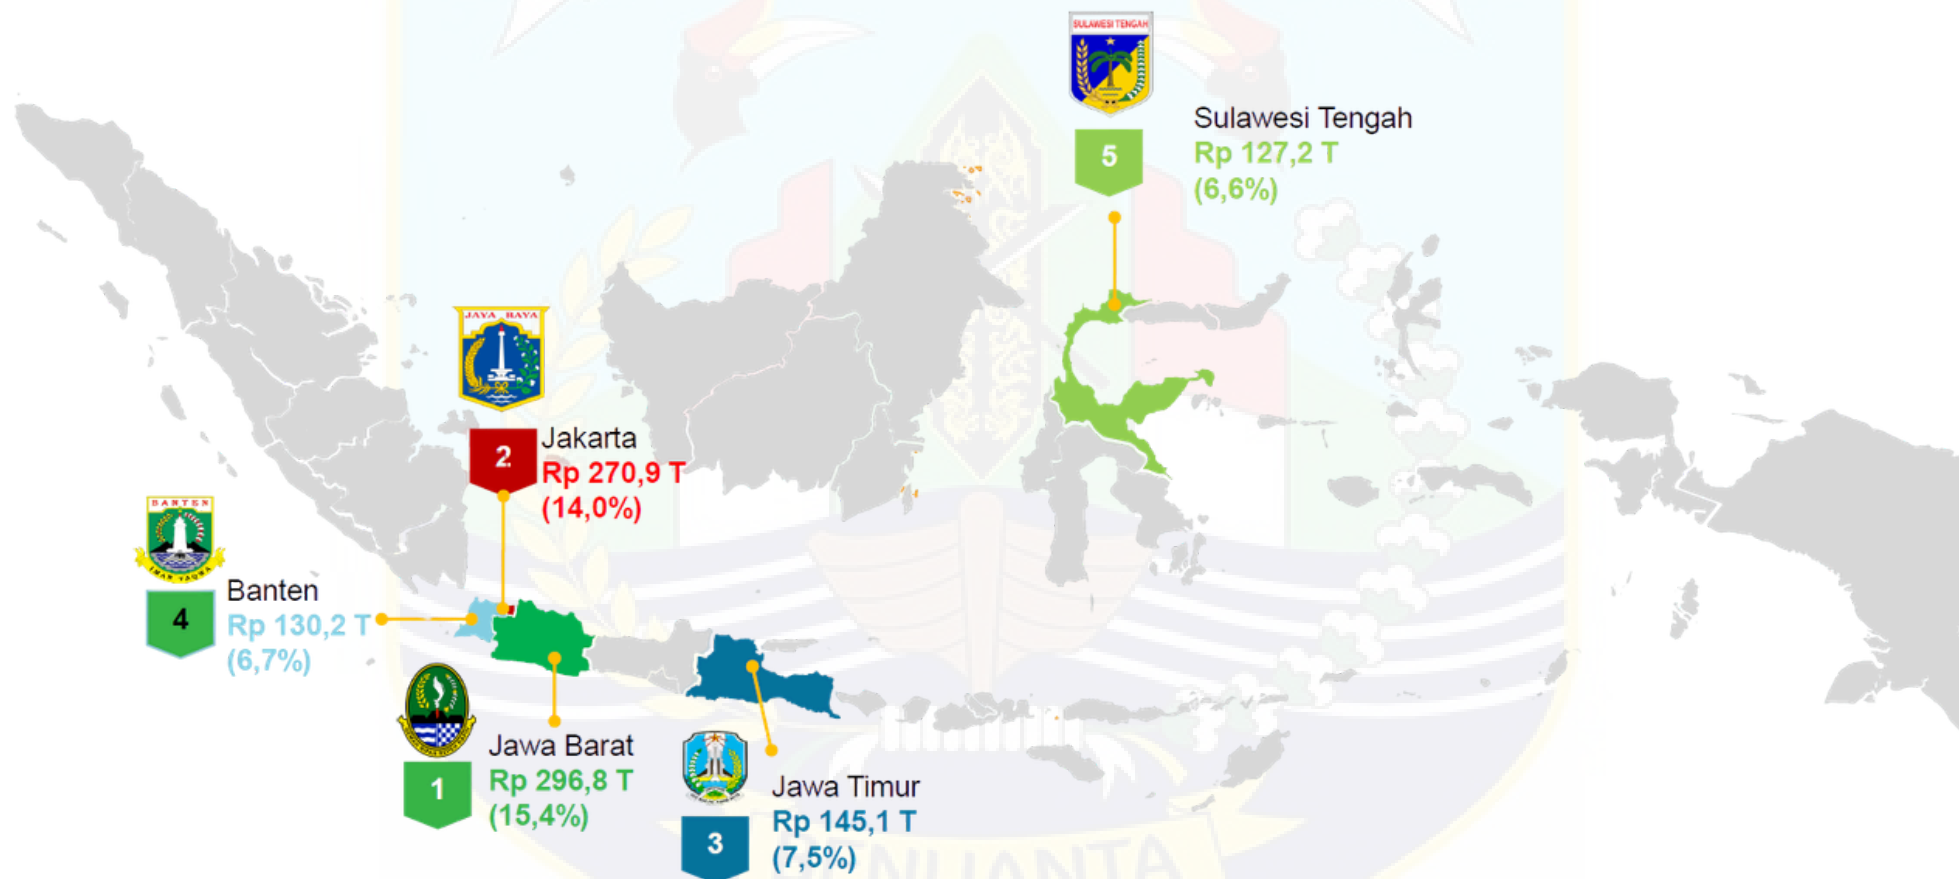 SULAWESI TENGAH
5
Sulawesi Tengah
Rp 127,2 T
(6,6%)
JAYA RAYA
2
Jakarta
Rp 270,9 T
(14,0%)
BANTEN
IMAN TAQWA
4
Banten
Rp 130,2 T
(6,7%)
1
Jawa Barat
Rp 296,8 T
(15,4%)
3
Jawa Timur
Rp 145,1 T
(7,5%)